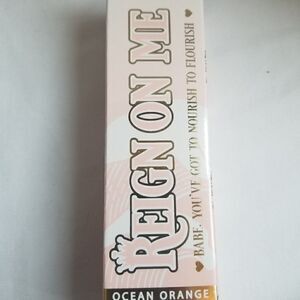 REIGN ON ME
♥ BABE, YOU'VE GOT TO NOURISH TO FLOURISH ♥
OCEAN ORANGE